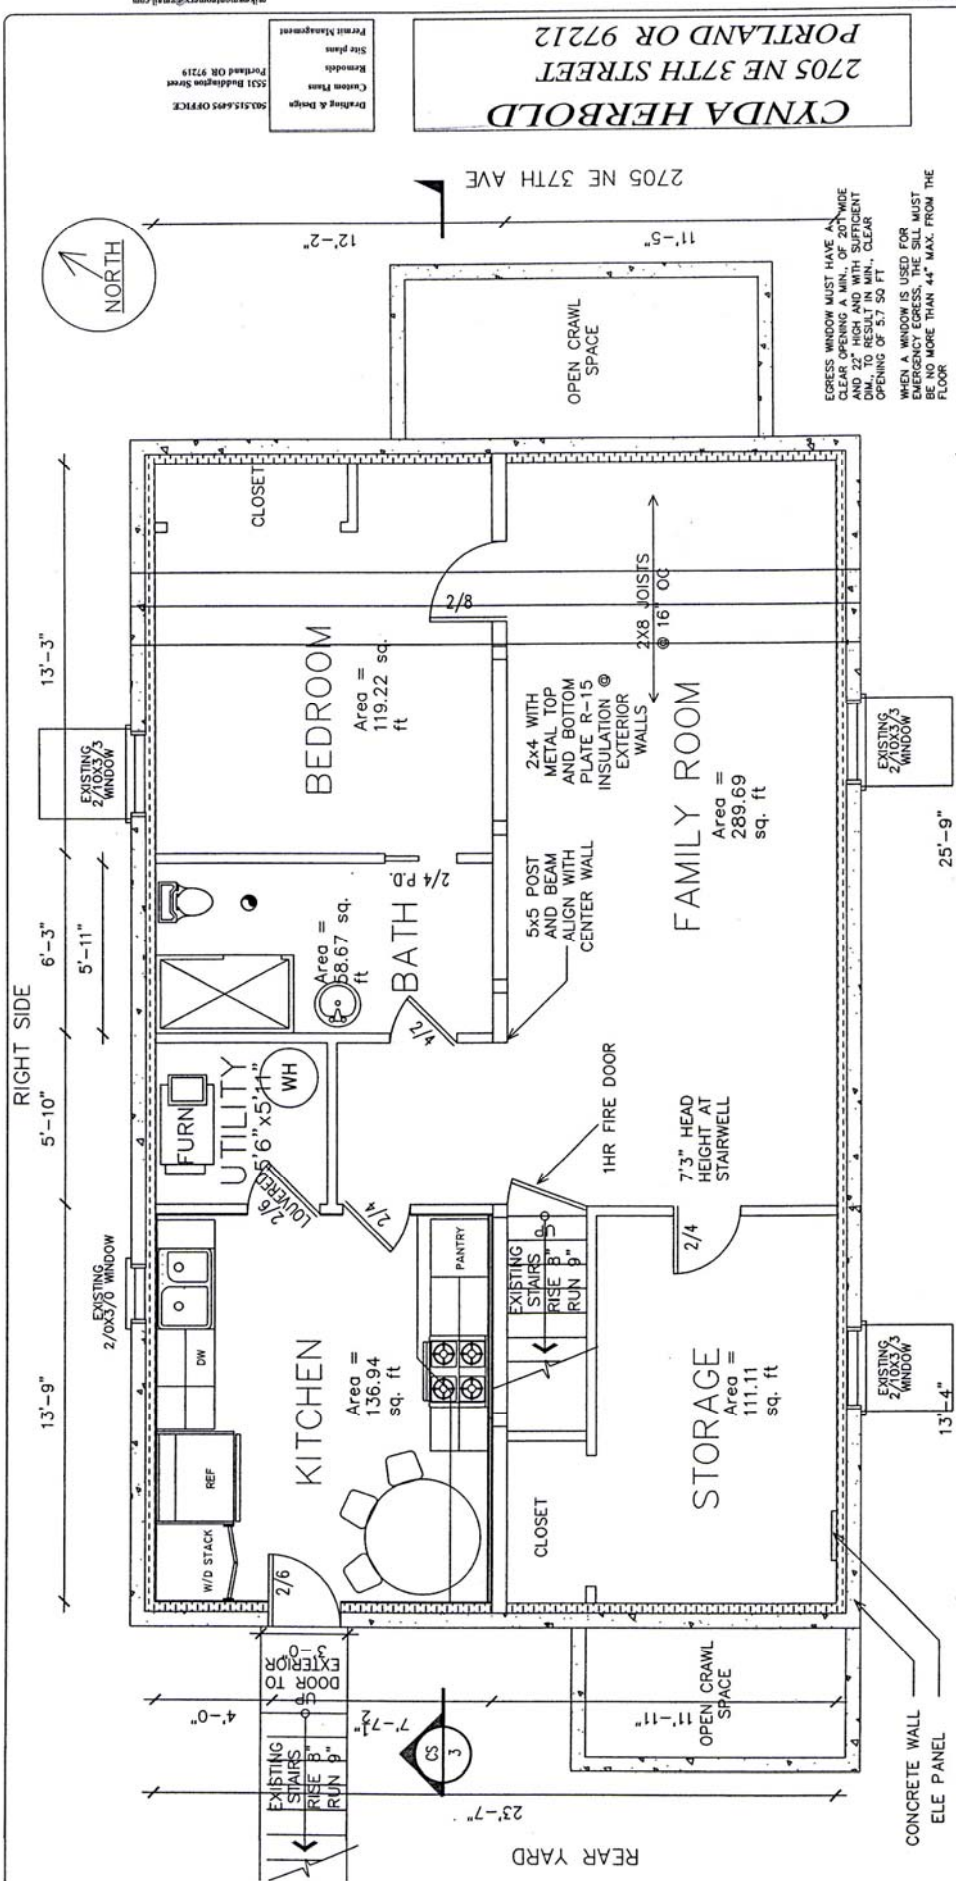 RIGHT SIDE
13'-9"
5'-10"
6'-3"
5'-11"
13'-3"
NORTH
EXISTING
2/0X3/0 WINDOW
EXISTING
2/10X3/3
WINDOW
W/D STACK
REF
DW
KITCHEN
Area =
136.94
sq. ft
PANTRY
2/6
2/4
2/6
LOUVERED
FURN
UTILITY
5'6"x5'11"
WH
BATH
Area =
58.67 sq.
ft
2/4
2/4 P.D.
BEDROOM
Area =
119.22 sq.
ft
CLOSET
2/8
EXISTING
STAIRS
RISE 8"
RUN 9"
up
DOOR TO
EXTERIOR
3'-0"
4'-0"
7'-7½"
11'-11"
23'-7"
CS
3
REAR YARD
OPEN CRAWL
SPACE
CLOSET
STORAGE
Area =
111.11
sq. ft
EXISTING
STAIRS
RISE 8"
RUN 9"
up
1HR FIRE DOOR
2/4
7'3" HEAD
HEIGHT AT
STAIRWELL
5x5 POST
AND BEAM
ALIGN WITH
CENTER WALL
2x4 WITH
METAL TOP
AND BOTTOM
PLATE R-15
INSULATION @
EXTERIOR
WALLS
2X8 JOISTS
@ 16" OC
FAMILY ROOM
Area =
289.69
sq. ft
OPEN CRAWL
SPACE
12'-2"
11'-5"
2705 NE 37TH AVE
EXISTING
2/10X3/3
WINDOW
EXISTING
2/10X3/3
WINDOW
13'-4"
25'-9"
CONCRETE WALL
ELE PANEL
EGRESS WINDOW MUST HAVE A
CLEAR OPENING A MIN., OF 20" WIDE
AND 22" HIGH AND WITH SUFFICIENT
DIM., TO RESULT IN MIN., CLEAR
OPENING OF 5.7 SQ FT
WHEN A WINDOW IS USED FOR
EMERGENCY EGRESS, THE SILL MUST
BE NO MORE THAN 44" MAX. FROM THE
FLOOR
CYNDA HERBOLD
2705 NE 37TH STREET
PORTLAND OR 97212
Drafting & Design
Custom Plans
Remodels
Site plans
Permit Management
503.515.6495 OFFICE
5531 Buddington Street
Portland OR 97219